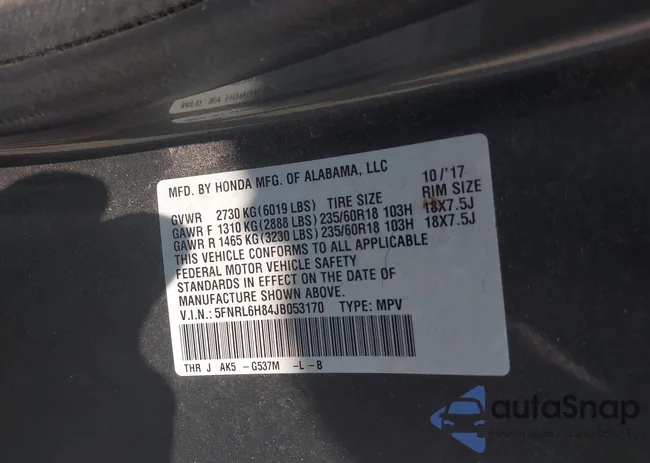 MFD. BY HONDA MFG. OF ALABAMA, LLC 10/'17
GVWR 2730 KG(6019 LBS) TIRE SIZE RIM SIZE
GAWR F 1310 KG(2888 LBS)235/60R18 103H 18X7.5J
GAWR R 1465 KG(3230 LBS)235/60R18 103H 18X7.5J
THIS VEHICLE CONFORMS TO ALL APPLICABLE
FEDERAL MOTOR VEHICLE SAFETY
STANDARDS IN EFFECT ON THE DATE OF
MANUFACTURE SHOWN ABOVE.
V.I.N.: 5FNRL6H84JB053170 TYPE: MPV
THR J AK5 -G537M -L -B
autoSnap